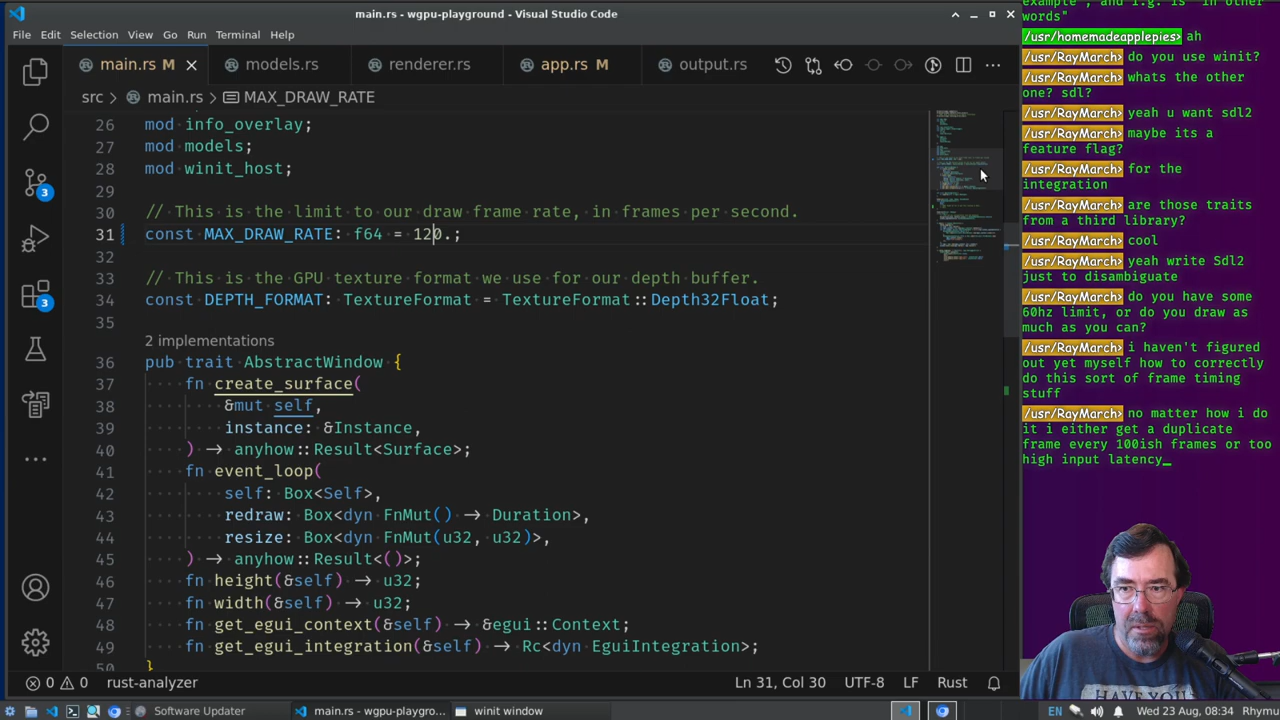 main.rs - wgpu-playground - Visual Studio Code
File Edit Selection View Go Run Terminal Help
main.rs M models.rs renderer.rs app.rs M output.rs
src > main.rs > MAX_DRAW_RATE
26 mod info_overlay;
27 mod models;
28 mod winit_host;
29
30 // This is the limit to our draw frame rate, in frames per second.
31 const MAX_DRAW_RATE: f64 = 120.;
32
33 // This is the GPU texture format we use for our depth buffer.
34 const DEPTH_FORMAT: TextureFormat = TextureFormat::Depth32Float;
35
2 implementations
36 pub trait AbstractWindow {
37 fn create_surface(
38 &mut self,
39 instance: &Instance,
40 ) -> anyhow::Result<Surface>;
41 fn event_loop(
42 self: Box<Self>,
43 redraw: Box<dyn FnMut() -> Duration>,
44 resize: Box<dyn FnMut(u32, u32)>,
45 ) -> anyhow::Result<()>;
46 fn height(&self) -> u32;
47 fn width(&self) -> u32;
48 fn get_egui_context(&self) -> &egui::Context;
49 fn get_egui_integration(&self) -> Rc<dyn EguiIntegration>;
50 }
3
3
0 0 rust-analyzer Ln 31, Col 30 UTF-8 LF Rust
Software Updater main.rs - wgpu-playgro... winit window EN Wed 23 Aug, 08:34 Rhymu
example", and i.g. is "in other
words"
/usr/homemadeapplepies> ah
/usr/RayMarch> do you use winit?
/usr/RayMarch> whats the other
one? sdl?
/usr/RayMarch> yeah u want sdl2
/usr/RayMarch> maybe its a
feature flag?
/usr/RayMarch> for the
integration
/usr/RayMarch> are those traits
from a third library?
/usr/RayMarch> cool
/usr/RayMarch> yeah write Sdl2
just to disambiguate
/usr/RayMarch> do you have some
60hz limit, or do you draw as
much as you can?
/usr/RayMarch> i haven't figured
out yet myself how to correctly
do this sort of frame timing
stuff
/usr/RayMarch> no matter how i do
it i either get a duplicate
frame every 100ish frames or too
high input latency_
HAVE YOU